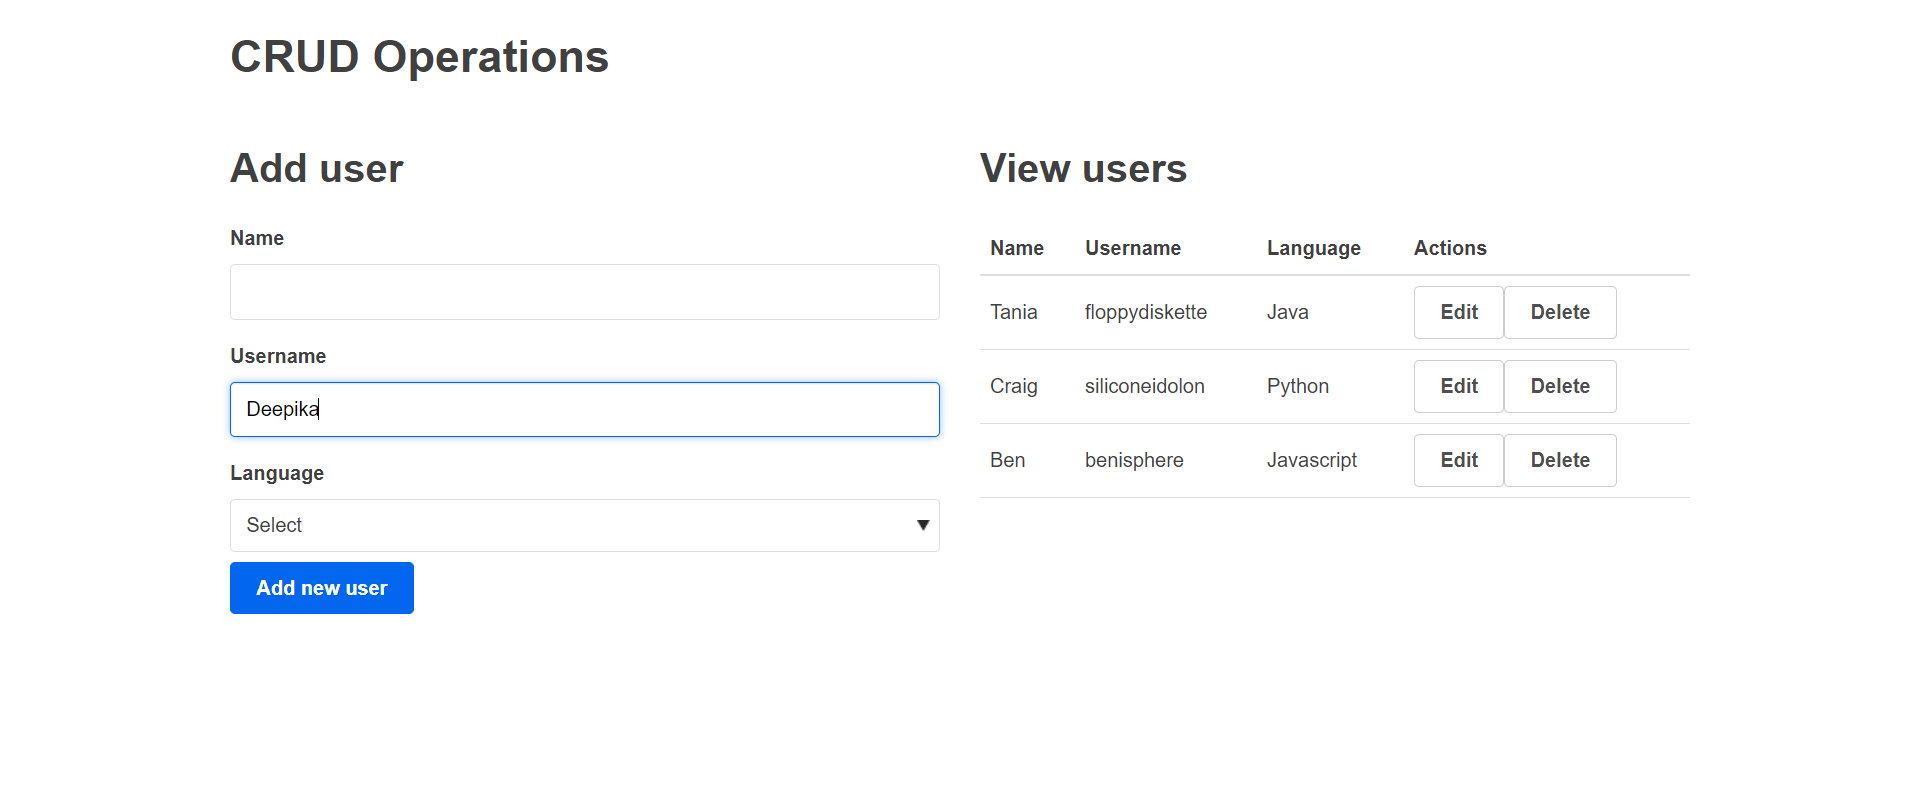 CRUD Operations
Add user
Name
Username
Deepika
Language
Select
Add new user
View users
Name Username Language Actions
Tania floppydiskette Java Edit Delete
Craig siliconeidolon Python Edit Delete
Ben benisphere Javascript Edit Delete